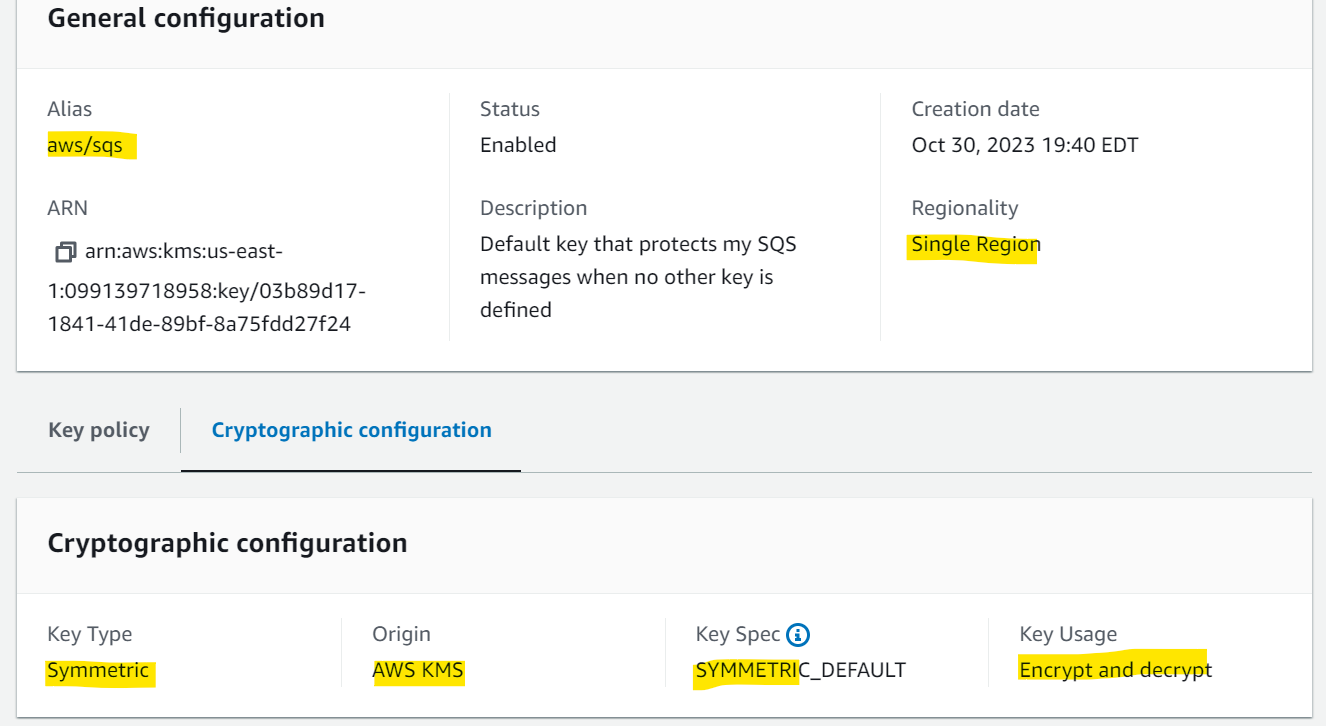 General configuration
Alias
aws/sqs
Status
Enabled
Creation date
Oct 30, 2023 19:40 EDT
ARN
arn:aws:kms:us-east-
1:099139718958:key/03b89d17-
1841-41de-89bf-8a75fdd27f24
Description
Default key that protects my SQS
messages when no other key is
defined
Regionality
Single Region
Key policy
Cryptographic configuration
Cryptographic configuration
Key Type
Symmetric
Origin
AWS KMS
Key Spec
SYMMETRIC_DEFAULT
Key Usage
Encrypt and decrypt